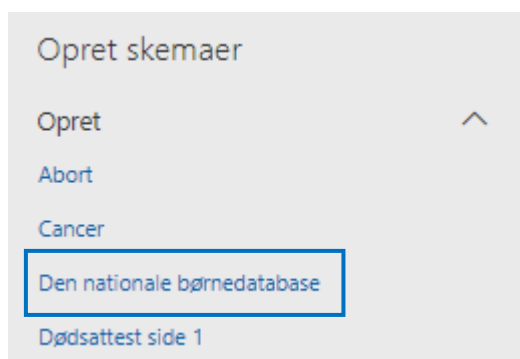 Opret skemaer
Opret
Abort
Cancer
Den nationale børnedatabase
Dødsattest side 1